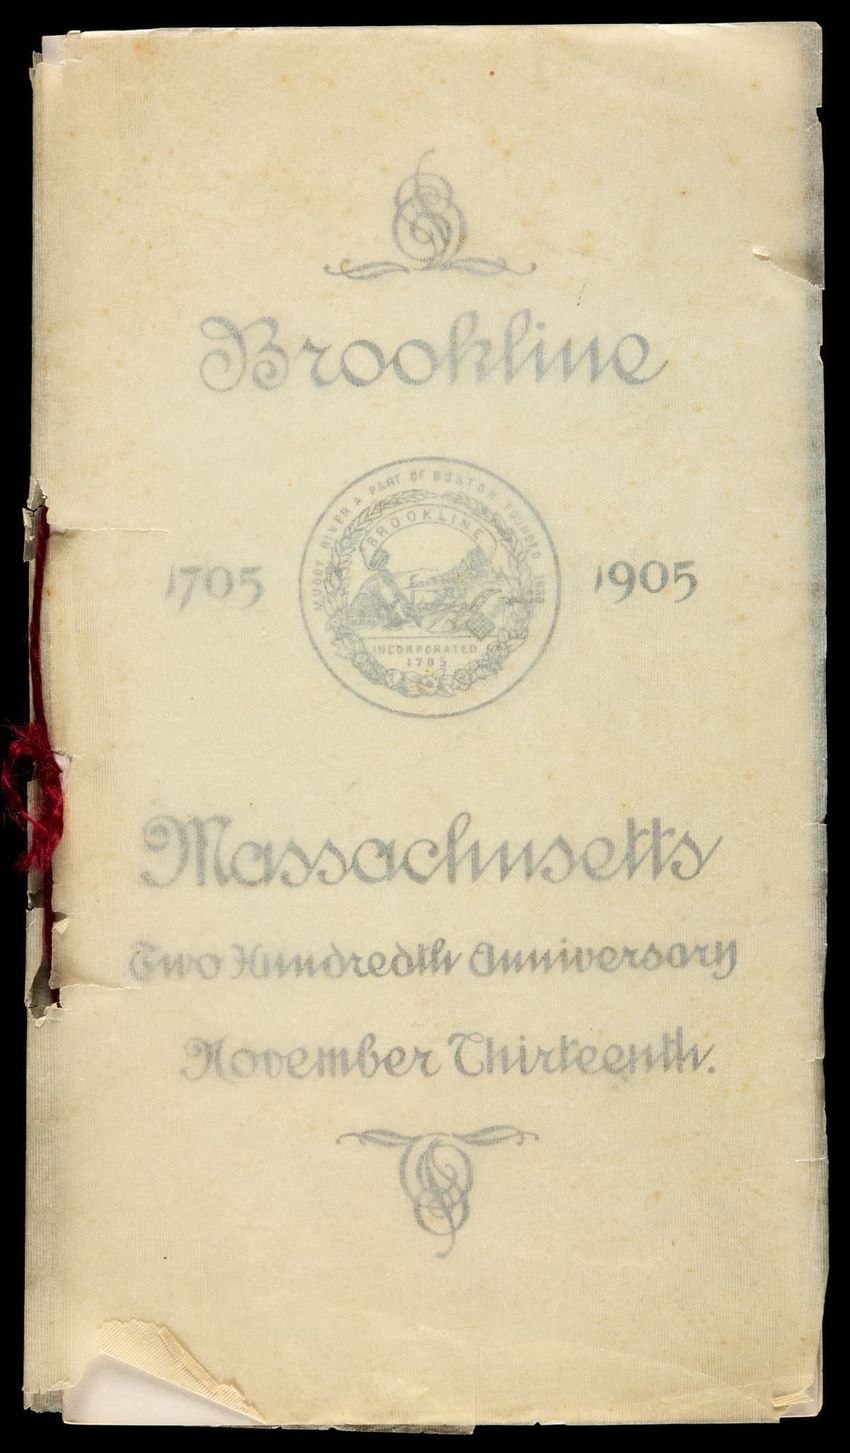 Brookline
MUDDY RIVER A PART OF BOSTON FOUNDED 1630
BROOKLINE
1705
1905
INCORPORATED
1705
Massachusetts
Two Hundredth Anniversary
November Thirteenth.